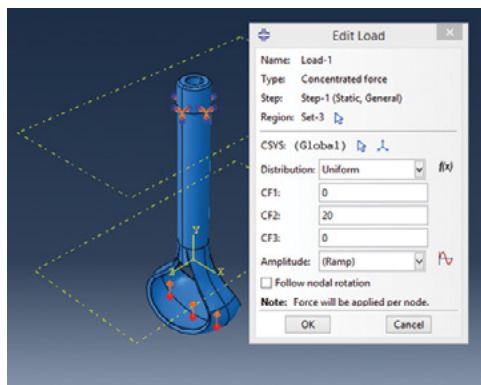 Edit Load
Name: Load-1
Type: Concentrated force
Step: Step-1 (Static, General)
Region: Set-3
CSYS: (Global)
Distribution: Uniform f(x)
CF1: 0
CF2: 20
CF3: 0
Amplitude: (Ramp)
Follow nodal rotation
Note: Force will be applied per node.
OK Cancel
Y
X